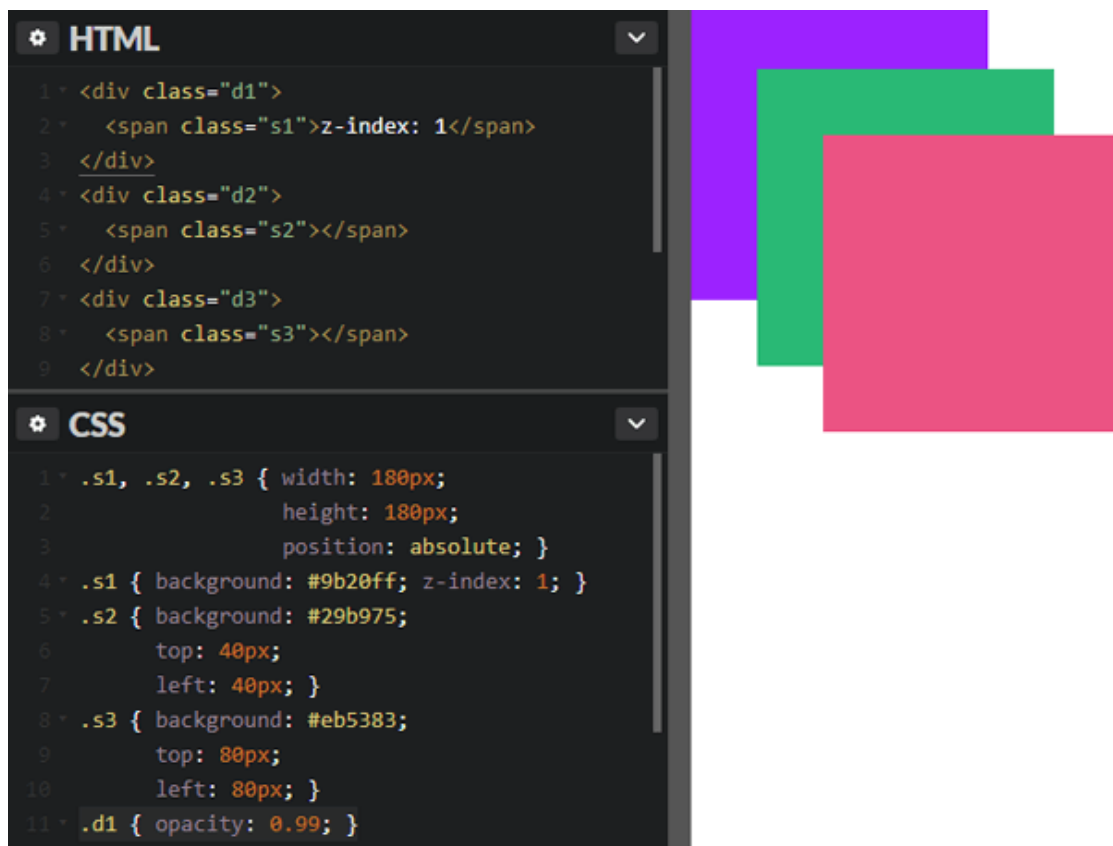 HTML
1 <div class="d1">
2 <span class="s1">z-index: 1</span>
3 </div>
4 <div class="d2">
5 <span class="s2"></span>
6 </div>
7 <div class="d3">
8 <span class="s3"></span>
9 </div>
CSS
1 .s1, .s2, .s3 { width: 180px;
2 height: 180px;
3 position: absolute; }
4 .s1 { background: #9b20ff; z-index: 1; }
5 .s2 { background: #29b975;
6 top: 40px;
7 left: 40px; }
8 .s3 { background: #eb5383;
9 top: 80px;
10 left: 80px; }
11 .d1 { opacity: 0.99; }